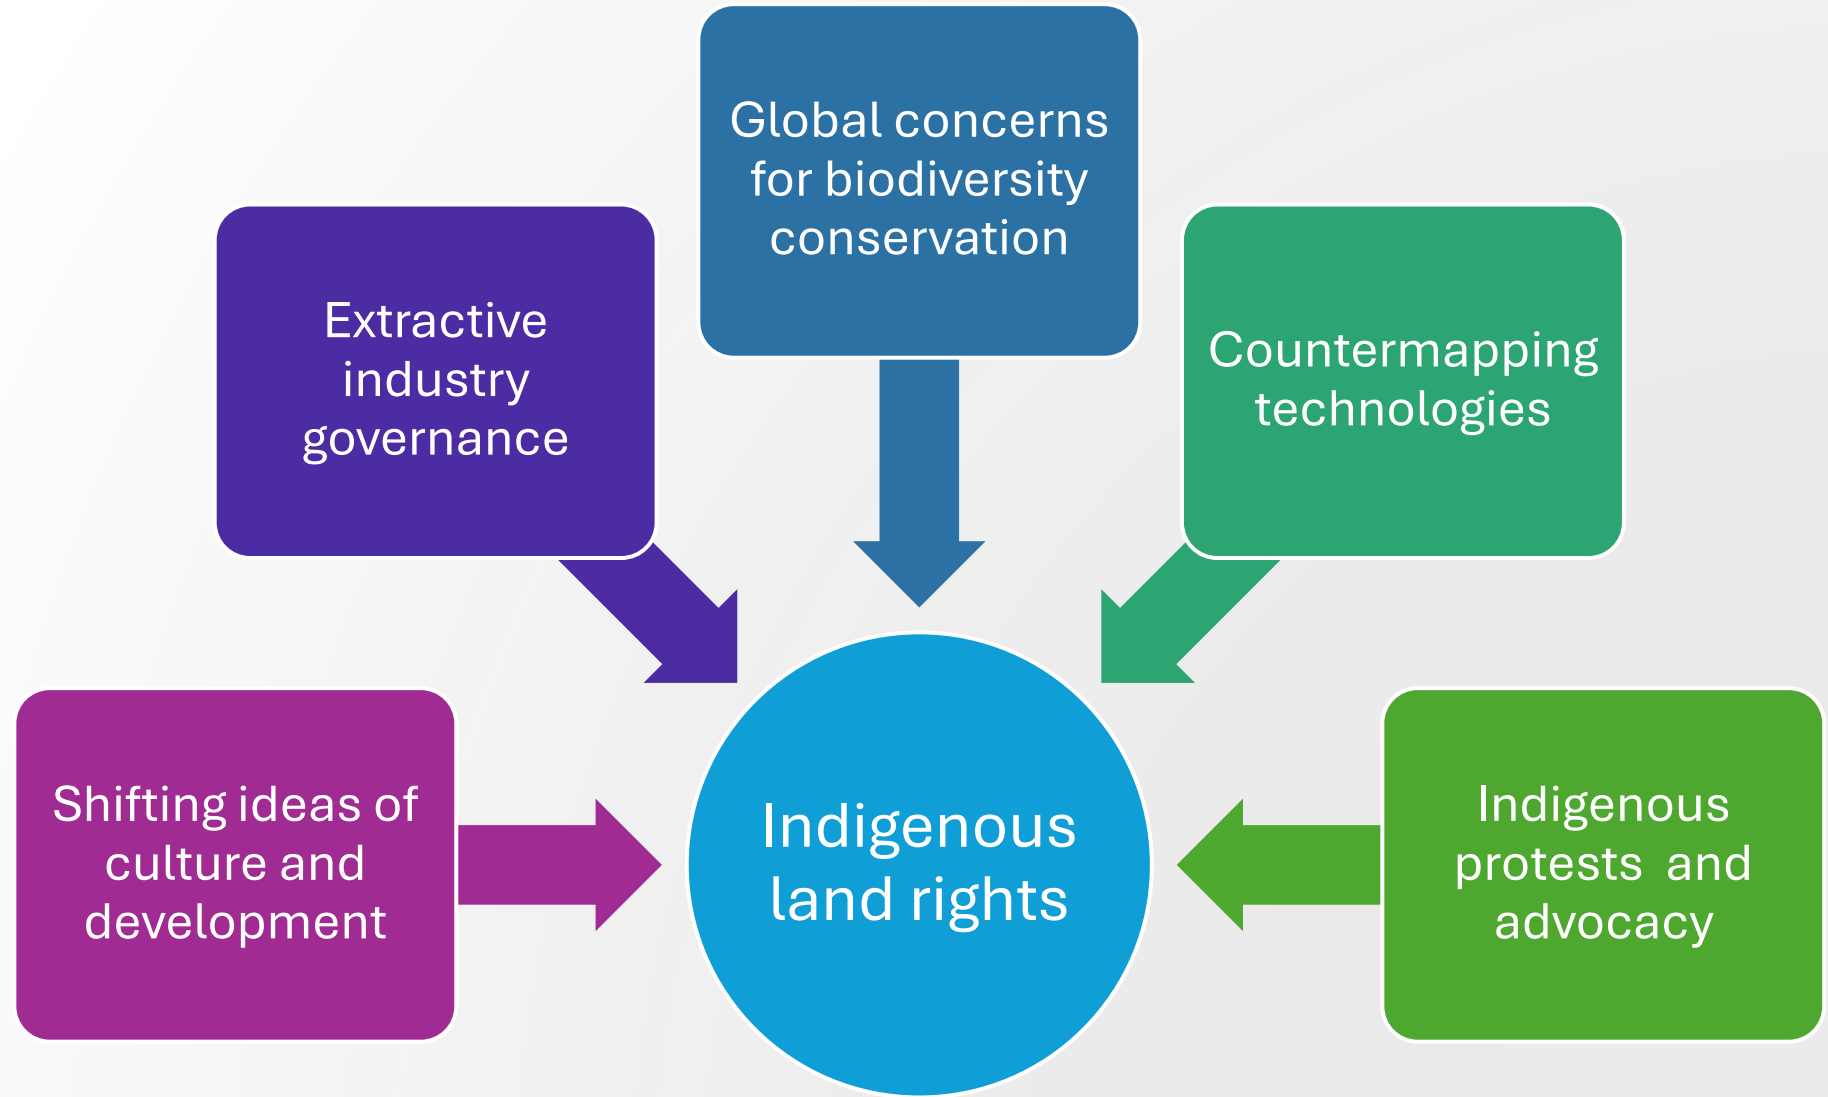 Global concerns
for biodiversity
conservation
Extractive
industry
governance
Countermapping
technologies
Shifting ideas of
culture and
development
Indigenous
land rights
Indigenous
protests  and
advocacy